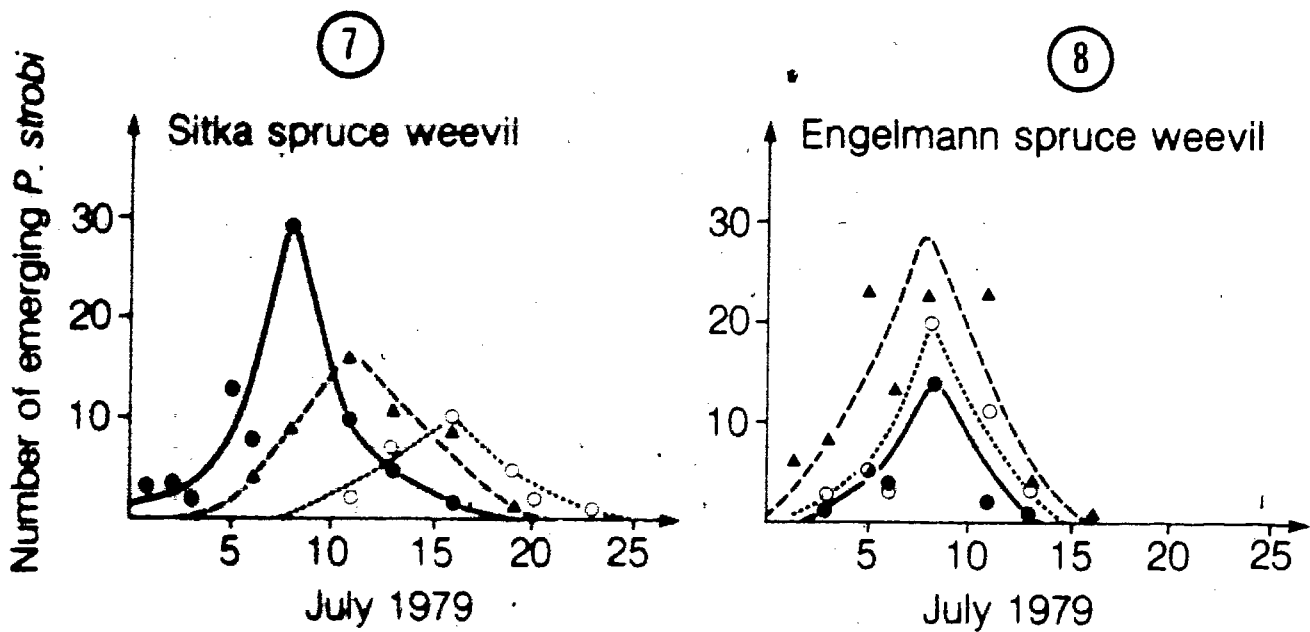 7
Sitka spruce weevil
Number of emerging P. strobi
30
20
10
5 10 15 20 25
July 1979
8
Engelmann spruce weevil
30
20
10
5 10 15 20 25
July 1979